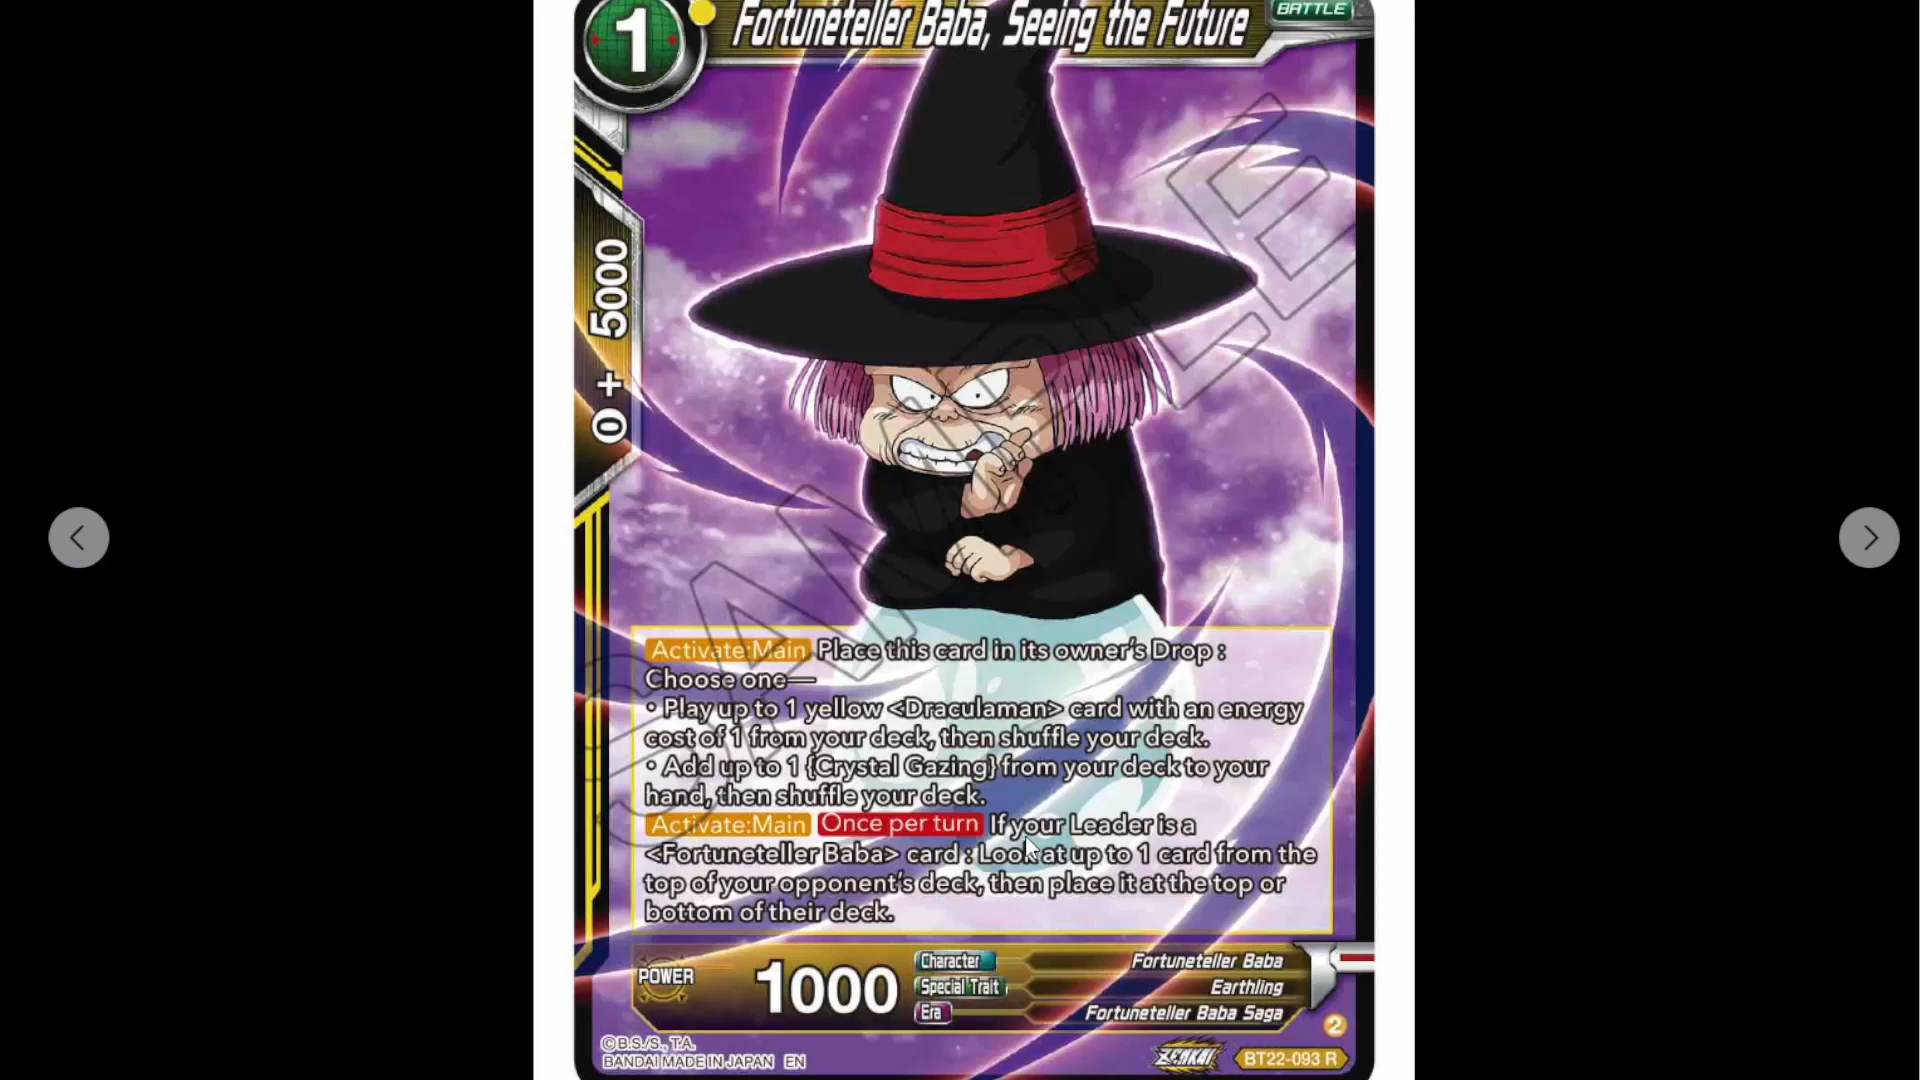 1
Fortuneteller Baba, Seeing the Future
BATTLE
0 + 5000
SAMPLE
Activate:Main Place this card in its owner's Drop :
Choose one—
• Play up to 1 yellow <Draculaman> card with an energy
cost of 1 from your deck, then shuffle your deck.
• Add up to 1 {Crystal Gazing} from your deck to your
hand, then shuffle your deck.
Activate:Main Once per turn If your Leader is a
<Fortuneteller Baba> card : Look at up to 1 card from the
top of your opponent's deck, then place it at the top or
bottom of their deck.
POWER 1000
Character Fortuneteller Baba
Special Trait Earthling
Era Fortuneteller Baba Saga
2
©B.S./S., T.A.
BANDAI MADE IN JAPAN EN
ZENKAI
BT22-093 R